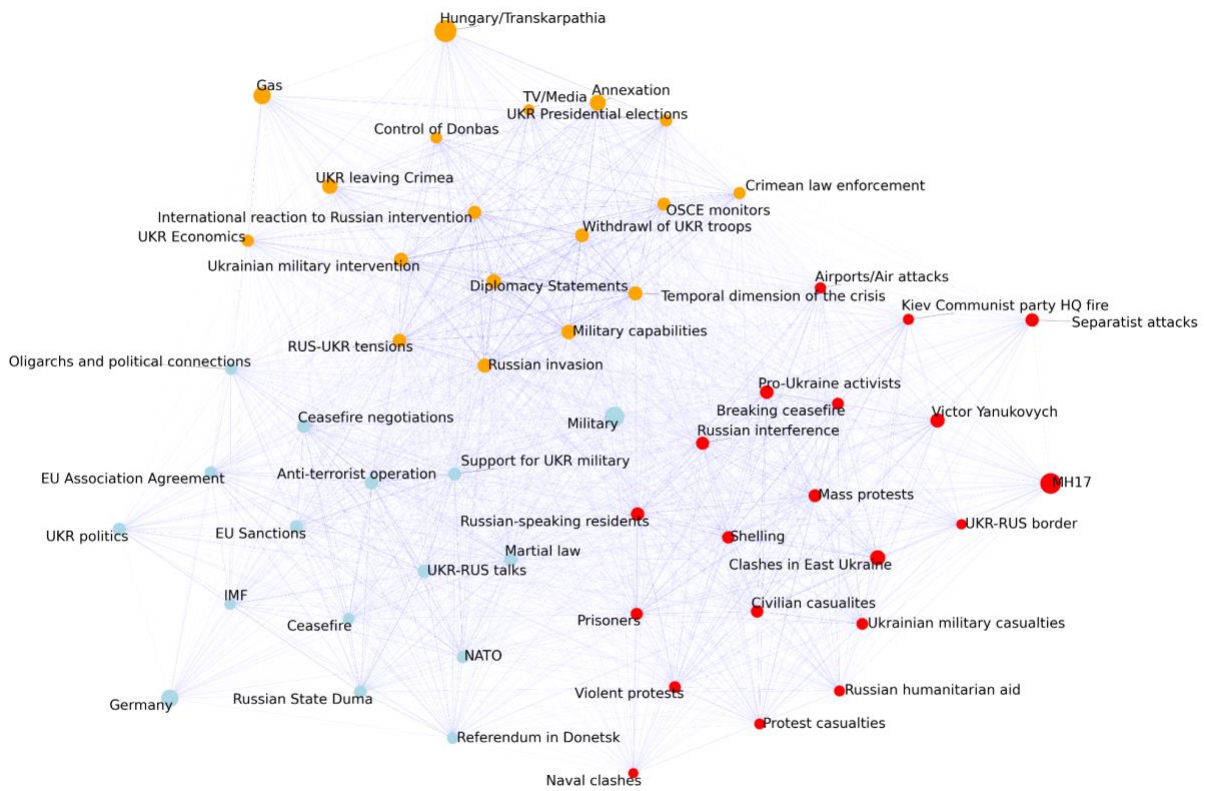 Hungary/Transkarpathia
Gas
TV/Media
Annexation
UKR Presidential elections
Control of Donbas
UKR leaving Crimea
Crimean law enforcement
International reaction to Russian intervention
OSCE monitors
UKR Economics
Withdrawl of UKR troops
Ukrainian military intervention
Airports/Air attacks
Diplomacy Statements
Temporal dimension of the crisis
Kiev Communist party HQ fire
Separatist attacks
Military capabilities
RUS-UKR tensions
Oligarchs and political connections
Russian invasion
Pro-Ukraine activists
Breaking ceasefire
Victor Yanukovych
Ceasefire negotiations
Military
Russian interference
Support for UKR military
Anti-terrorist operation
EU Association Agreement
MH17
Mass protests
Russian-speaking residents
UKR-RUS border
UKR politics
EU Sanctions
Shelling
Martial law
Clashes in East Ukraine
UKR-RUS talks
IMF
Civilian casualites
Ceasefire
Prisoners
Ukrainian military casualties
NATO
Violent protests
Russian humanitarian aid
Germany
Russian State Duma
Protest casualties
Referendum in Donetsk
Naval clashes